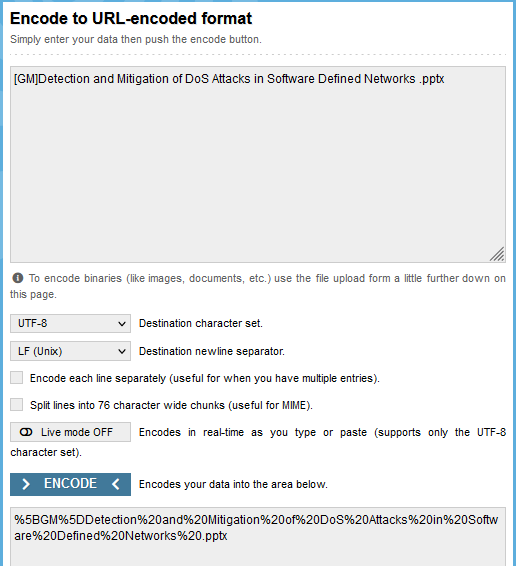 Encode to URL-encoded format
Simply enter your data then push the encode button.
[GM]Detection and Mitigation of DoS Attacks in Software Defined Networks .pptx
To encode binaries (like images, documents, etc.) use the file upload form a little further down on
this page.
UTF-8 Destination character set.
LF (Unix) Destination newline separator.
Encode each line separately (useful for when you have multiple entries).
Split lines into 76 character wide chunks (useful for MIME).
Live mode OFF Encodes in real-time as you type or paste (supports only the UTF-8
character set).
ENCODE Encodes your data into the area below.
%5BGM%5DDetection%20and%20Mitigation%20of%20DoS%20Attacks%20in%20Softw
are%20Defined%20Networks%20.pptx